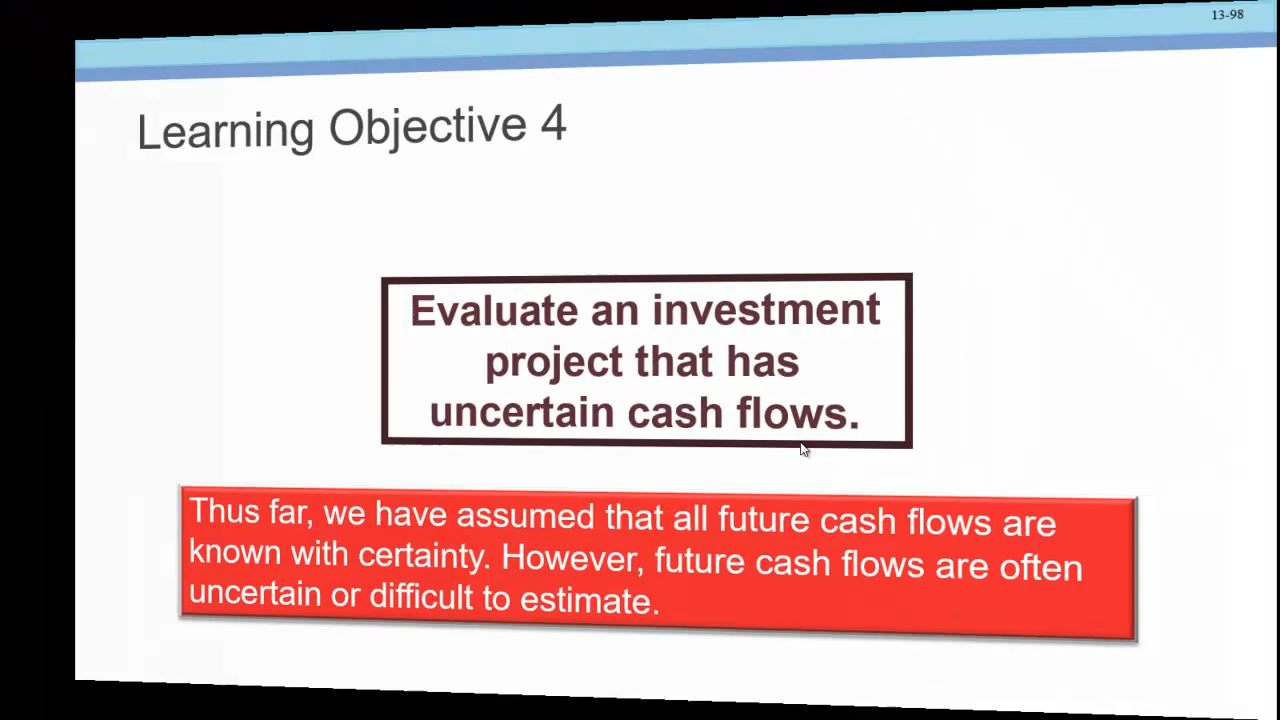 13-98
Learning Objective 4
Evaluate an investment
project that has
uncertain cash flows.
Thus far, we have assumed that all future cash flows are
known with certainty. However, future cash flows are often
uncertain or difficult to estimate.